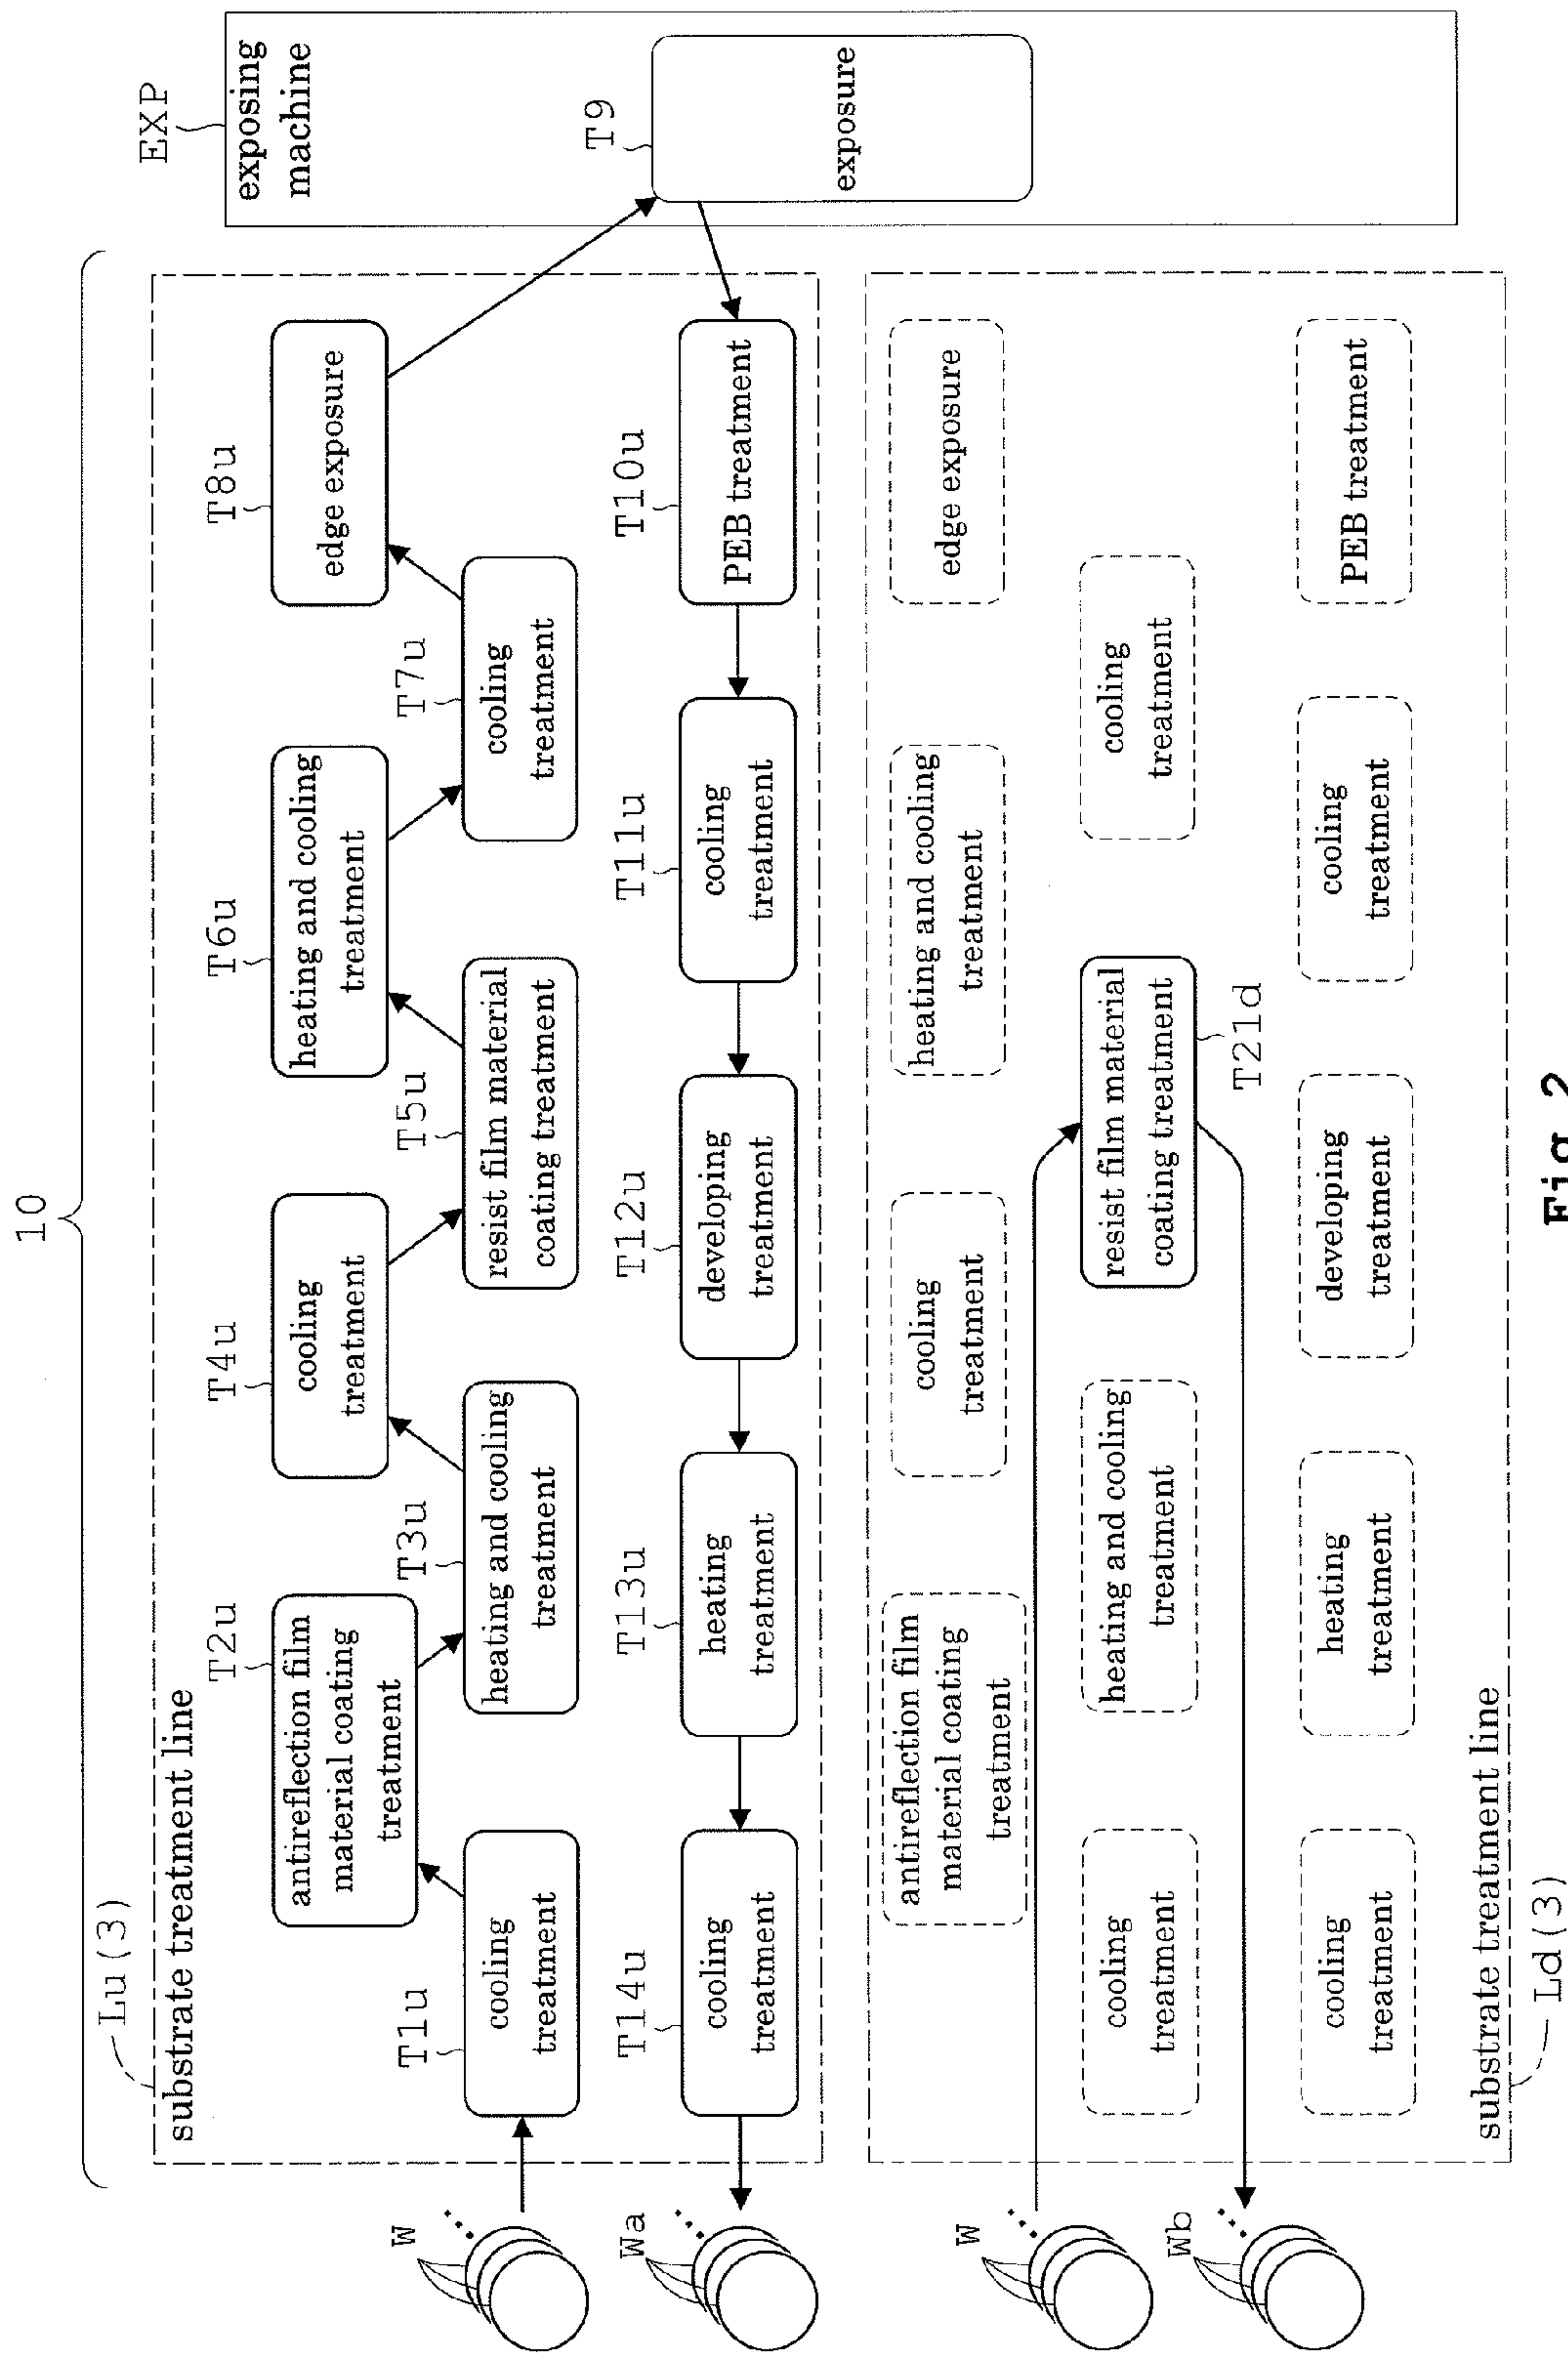 10
EXP
exposing
machine
T9
exposure
Lu(3)
substrate treatment line
T2u
antireflection film
material coating
treatment
T4u
cooling
treatment
T6u
heating and cooling
treatment
T8u
edge exposure
W
T1u
cooling
treatment
T3u
heating and cooling
treatment
T5u
resist film material
coating treatment
T7u
cooling
treatment
Wa
T14u
cooling
treatment
T13u
heating
treatment
T12u
developing
treatment
T11u
cooling
treatment
T10u
PEB treatment
antireflection film
material coating
treatment
cooling
treatment
heating and cooling
treatment
edge exposure
W
cooling
treatment
heating and cooling
treatment
resist film material
coating treatment
T21d
cooling
treatment
Wb
cooling
treatment
heating
treatment
developing
treatment
cooling
treatment
PEB treatment
substrate treatment line
Ld(3)
Fig. 2